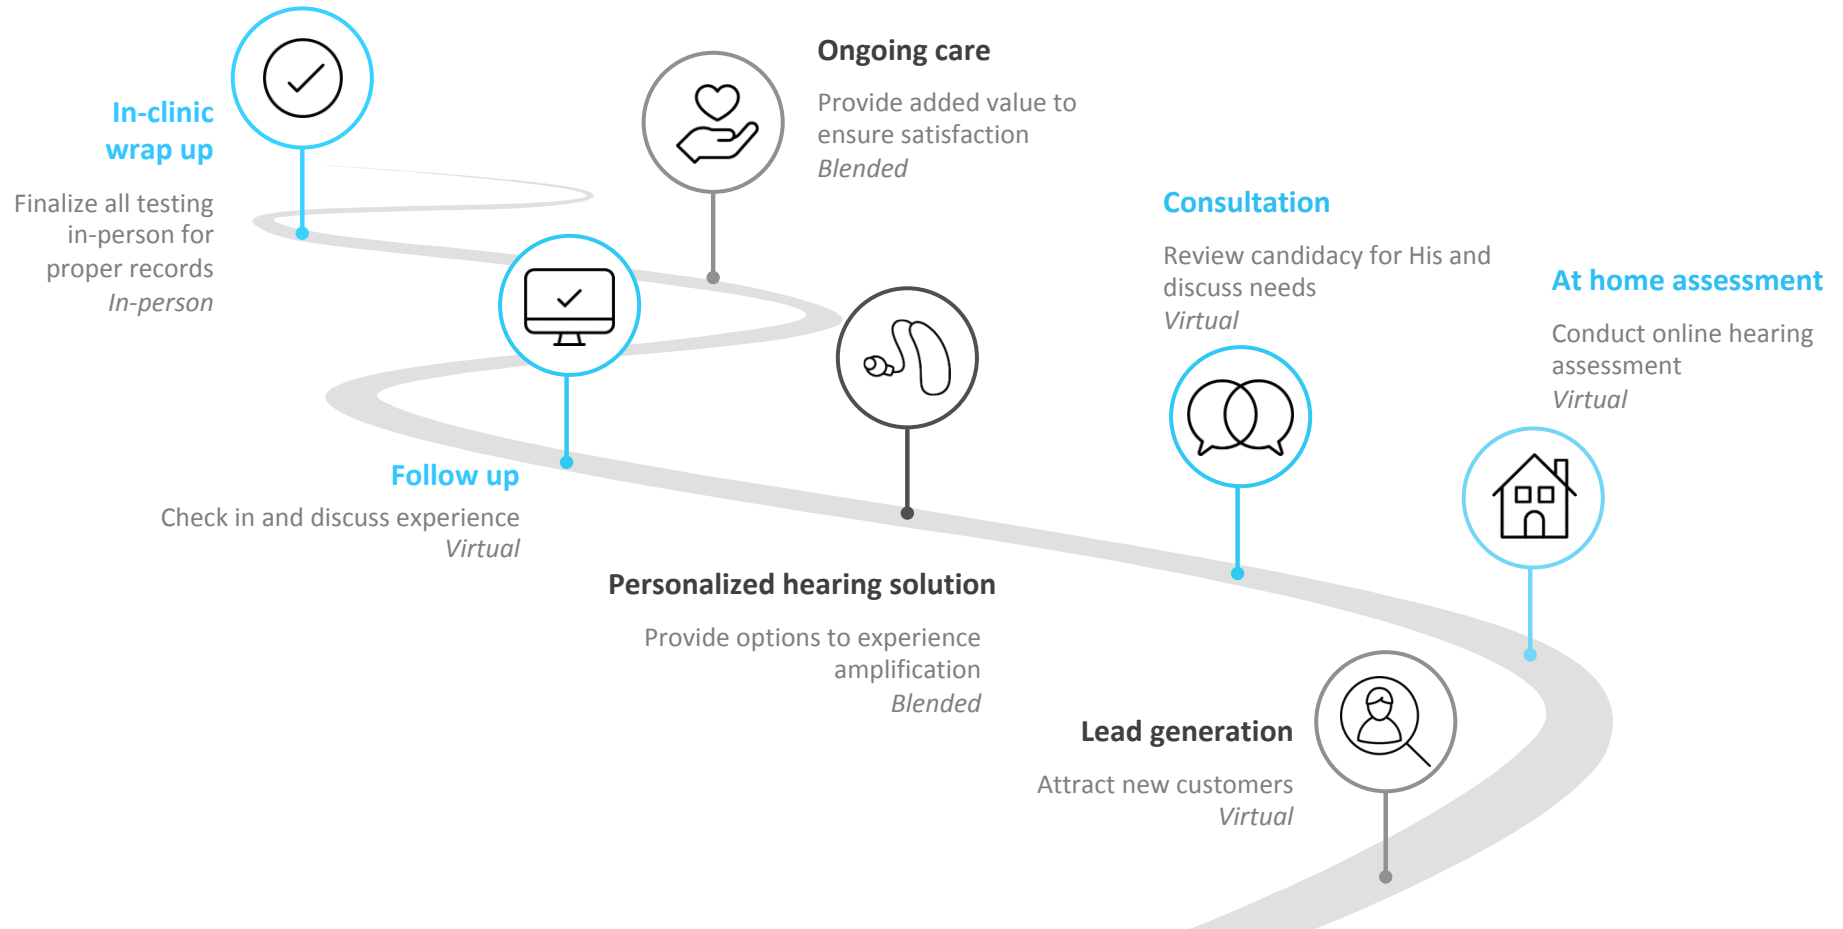 In-clinic
wrap up
Finalize all testing
in-person for
proper records
In-person
Ongoing care
Provide added value to
ensure satisfaction
Blended
Consultation
Review candidacy for His and
discuss needs
Virtual
At home assessment
Conduct online hearing
assessment
Virtual
Follow up
Check in and discuss experience
Virtual
Personalized hearing solution
Provide options to experience
amplification
Blended
Lead generation
Attract new customers
Virtual